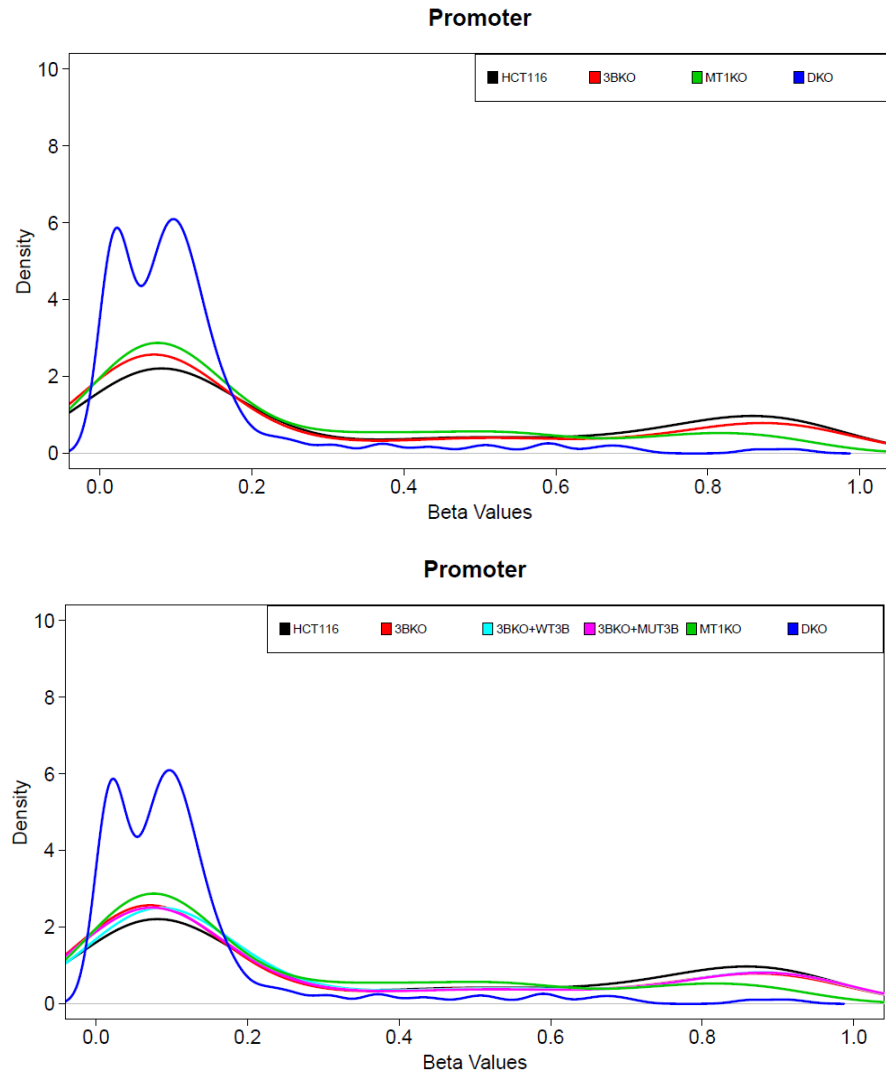 Promoter
HCT116 3BKO MT1KO DKO
10
8
6
4
2
0
Density
0.0 0.2 0.4 0.6 0.8 1.0
Beta Values
Promoter
HCT116 3BKO 3BKO+WT3B 3BKO+MUT3B MT1KO DKO
10
8
6
4
2
0
Density
0.0 0.2 0.4 0.6 0.8 1.0
Beta Values